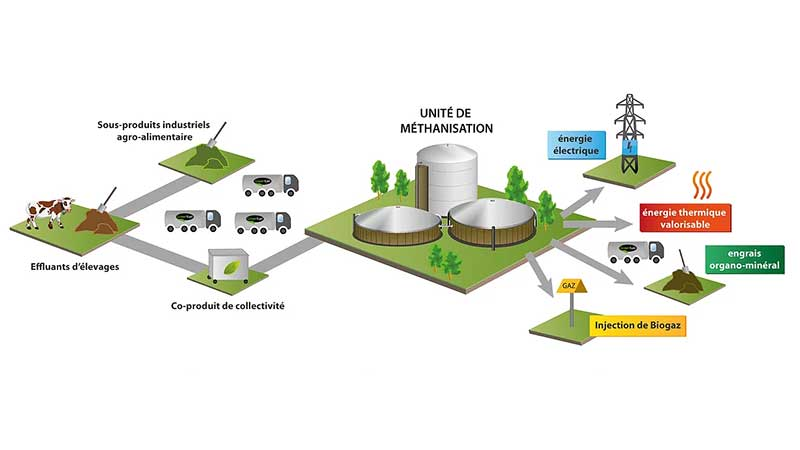 Sous-produits industriels
agro-alimentaire
Effluants d'élevages
Co-produit de collectivité
UNITÉ DE
MÉTHANISATION
énergie
électrique
énergie thermique
valorisable
engrais
organo-minéral
GAZ
Injection de Biogaz